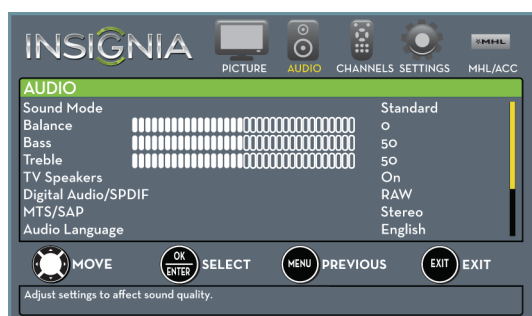 INSIGNIA
PICTURE AUDIO CHANNELS SETTINGS MHL/ACC
MHL
AUDIO
Sound Mode Standard
Balance 0
Bass 50
Treble 50
TV Speakers On
Digital Audio/SPDIF RAW
MTS/SAP Stereo
Audio Language English
MOVE OK ENTER SELECT MENU PREVIOUS EXIT EXIT
Adjust settings to affect sound quality.